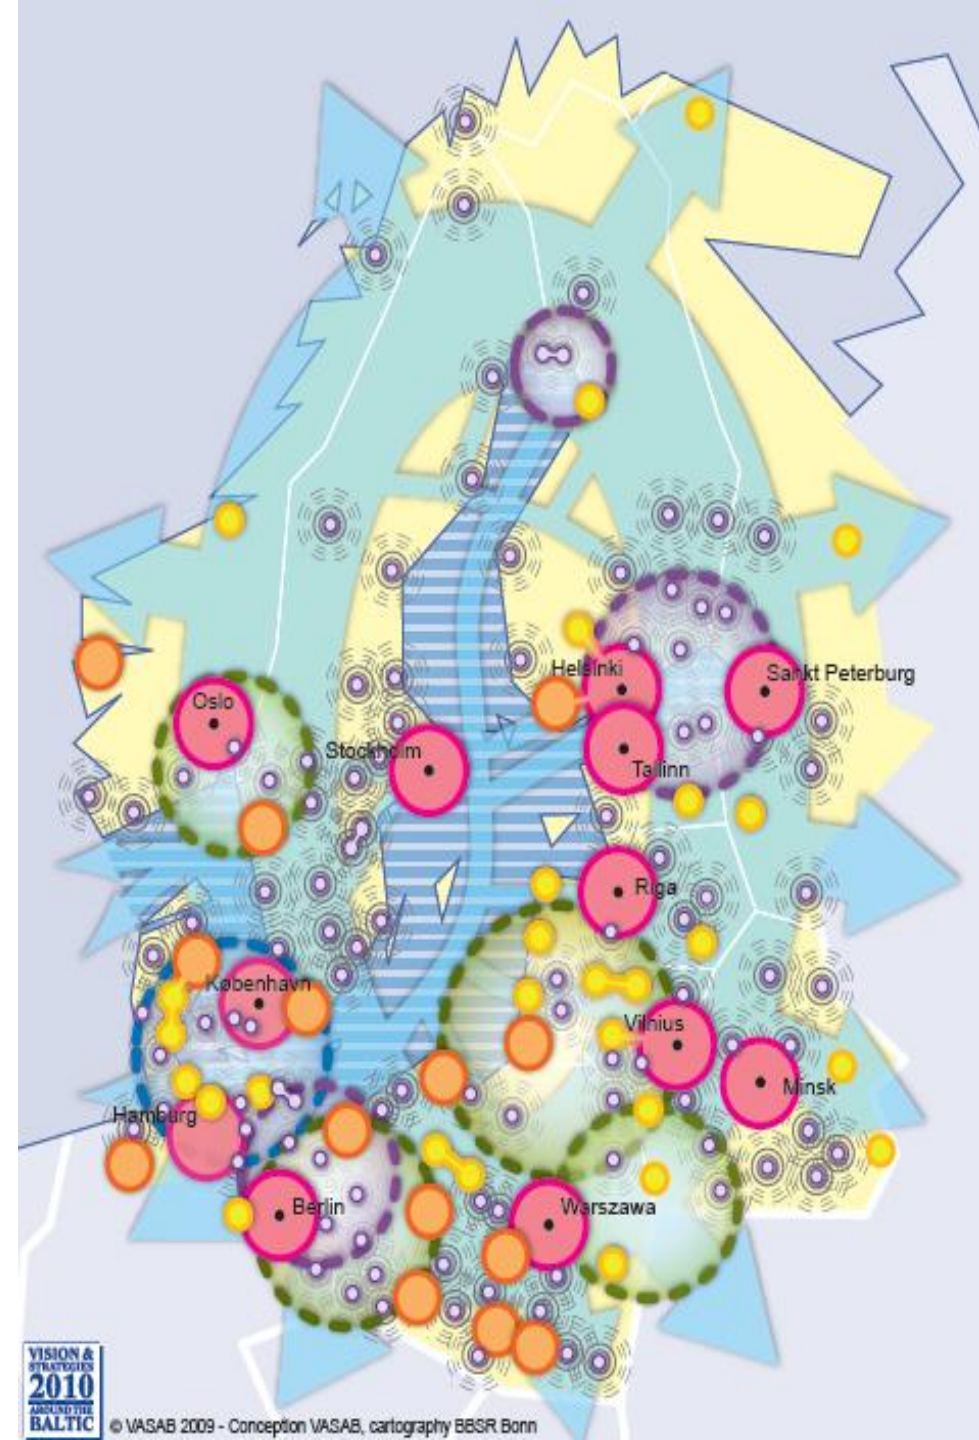 Helsinki
Sankt Peterburg
Oslo
Stockholm
Tallinn
Riga
København
Vilnius
Minsk
Hamburg
Berlin
Warszawa
VISION &
STRATEGIES
2010
AROUND THE
BALTIC
© VASAB 2009 - Conception VASAB, cartography BBSR Bonn